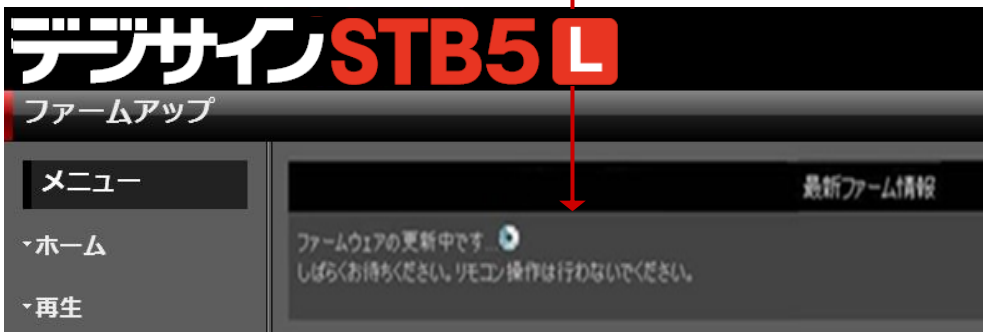 デジサインSTB5 L
ファームアップ
メニュー
最新ファーム情報
ホーム
ファームウェアの更新中です...
しばらくお待ちください。リモコン操作は行わないでください。
再生